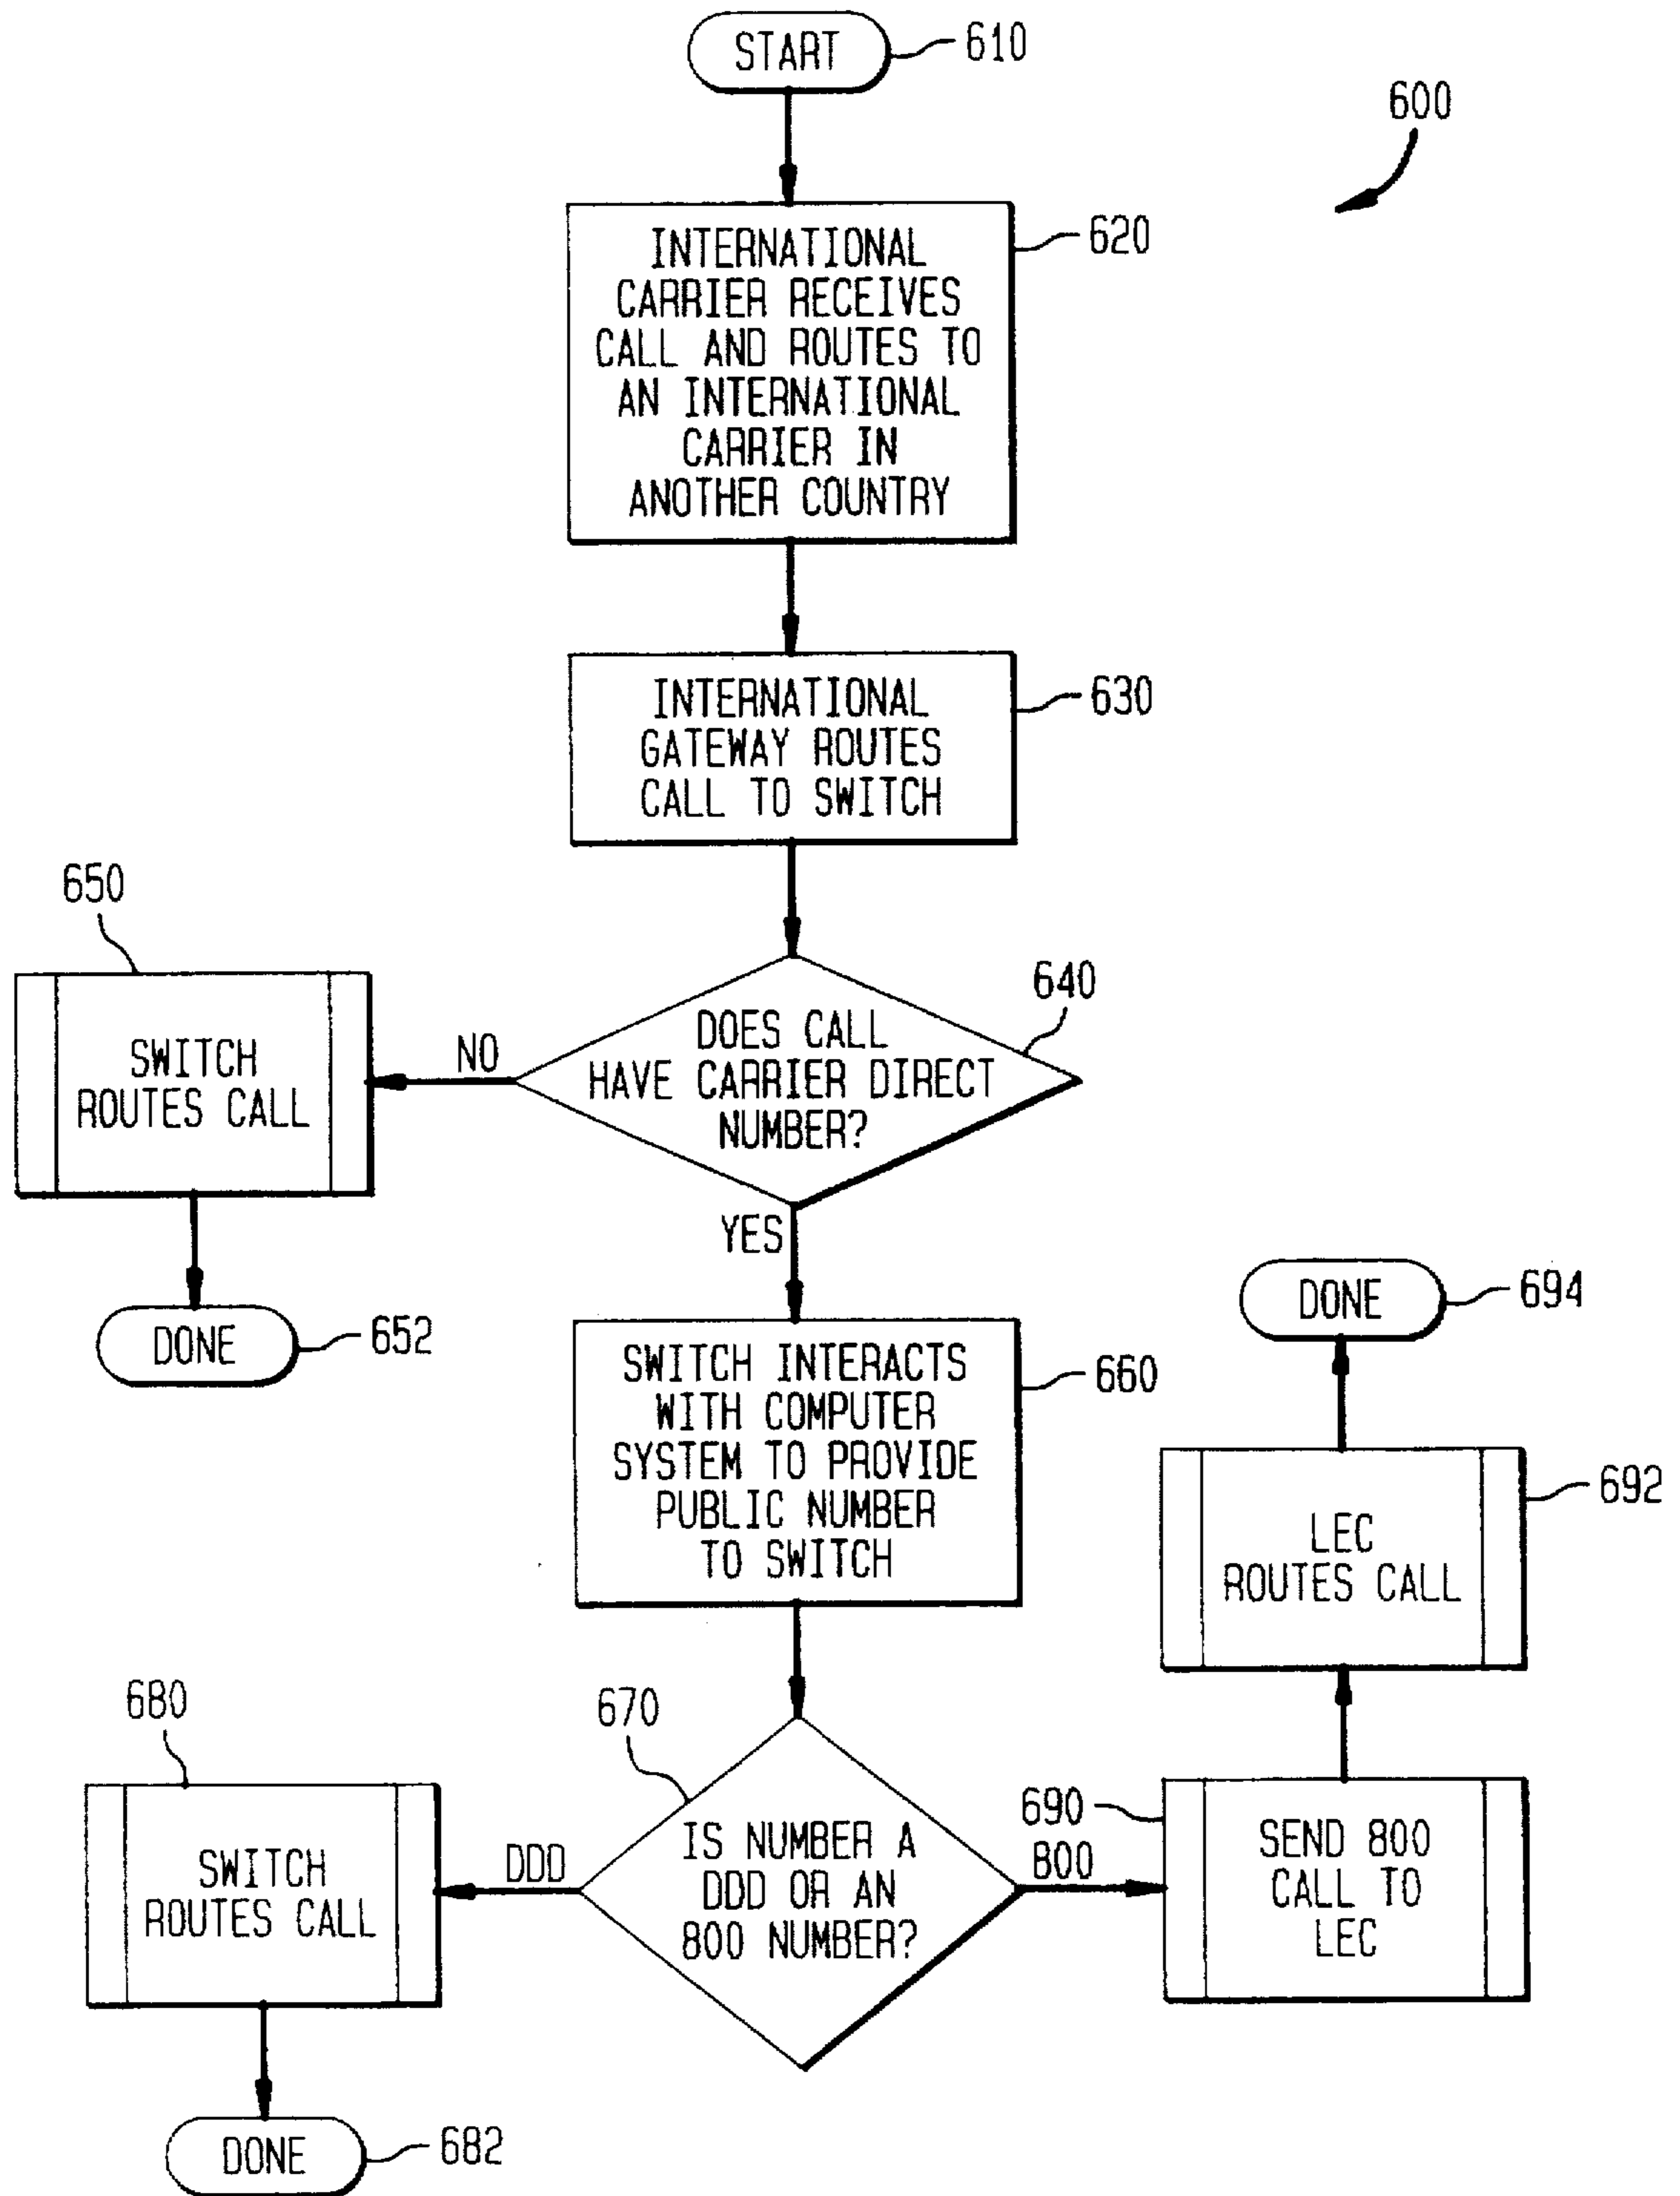 START
610
600
INTERNATIONAL
CARRIER RECEIVES
CALL AND ROUTES TO
AN INTERNATIONAL
CARRIER IN
ANOTHER COUNTRY
620
INTERNATIONAL
GATEWAY ROUTES
CALL TO SWITCH
630
DOES CALL
HAVE CARRIER DIRECT
NUMBER?
640
NO
650
SWITCH
ROUTES CALL
DONE
652
YES
SWITCH INTERACTS
WITH COMPUTER
SYSTEM TO PROVIDE
PUBLIC NUMBER
TO SWITCH
660
IS NUMBER A
DDD OR AN
800 NUMBER?
670
DDD
680
SWITCH
ROUTES CALL
DONE
682
800
690
SEND 800
CALL TO
LEC
LEC
ROUTES CALL
692
DONE
694